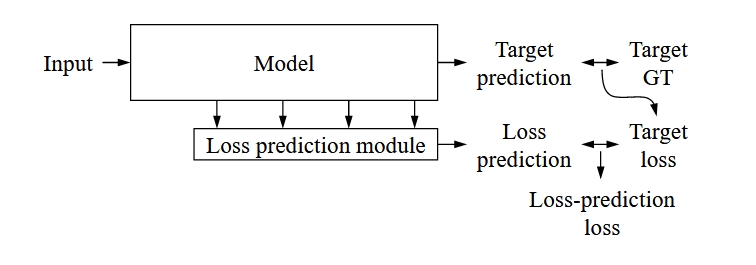 Input
Model
Target
prediction
Target
GT
Loss prediction module
Loss
prediction
Target
loss
Loss-prediction
loss